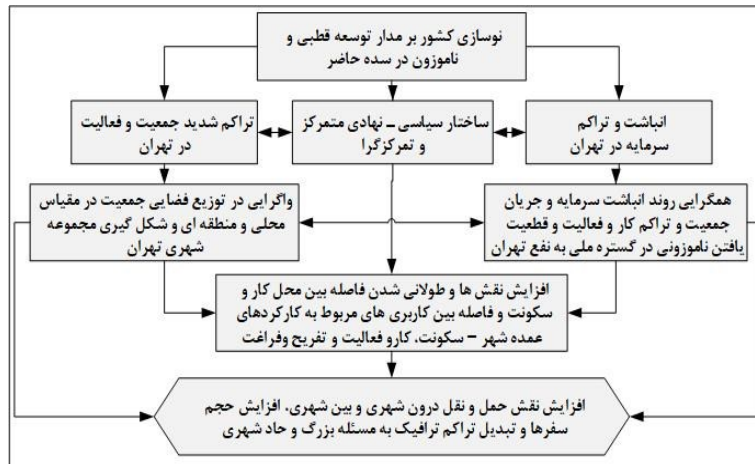 نوسازی کشور بر مدار توسعه قطبی و
ناموزون در سده حاضر
انباشت و تراکم
سرمایه در تهران
ساختار سیاسی ـ نهادی متمرکز
و تمرکزگرا
تراکم شدید جمعیت و فعالیت
در تهران
همگرایی روند انباشت سرمایه و جریان
جمعیت و تراکم کار و فعالیت و قطعیت
یافتن ناموزونی در گستره ملی به نفع تهران
واگرایی در توزیع فضایی جمعیت در مقیاس
محلی و منطقه ای و شکل گیری مجموعه
شهری تهران
افزایش نقش ها و طولانی شدن فاصله بین محل کار و
سکونت و فاصله بین کاربری های مربوط به کارکردهای
عمده شهر – سکونت، کارو فعالیت و تفریح وفراغت
افزایش نقش حمل و نقل درون شهری و بین شهری، افزایش حجم
سفرها و تبدیل تراکم ترافیک به مسئله بزرگ و حاد شهری